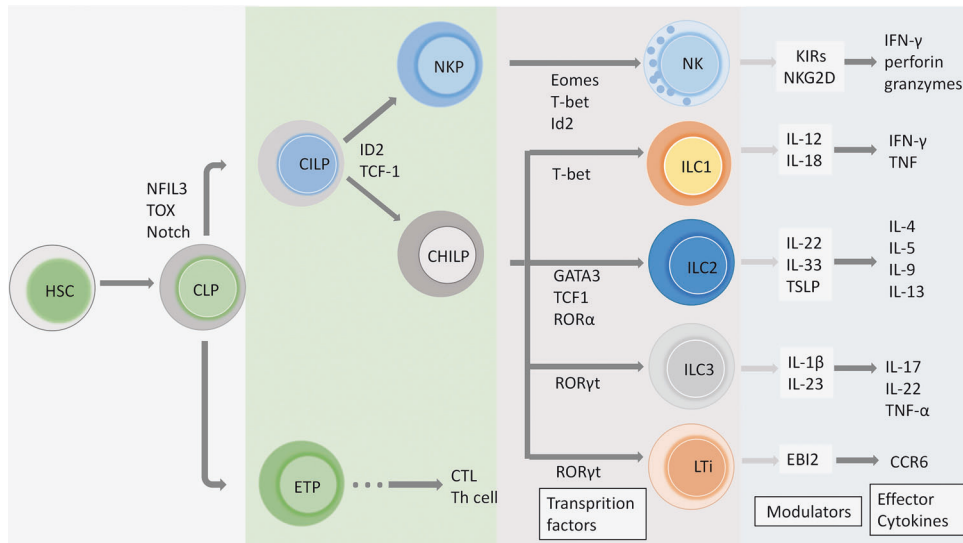 HSC
NFIL3
TOX
Notch
CLP
CILP
ID2
TCF-1
NKP
CHILP
ETP
CTL
Th cell
Eomes
T-bet
Id2
T-bet
GATA3
TCF1
RORα
RORγt
RORγt
Transprition
factors
NK
ILC1
ILC2
ILC3
LTi
KIRs
NKG2D
IL-12
IL-18
IL-22
IL-33
TSLP
IL-1β
IL-23
EBI2
Modulators
IFN-γ
perforin
granzymes
IFN-γ
TNF
IL-4
IL-5
IL-9
IL-13
IL-17
IL-22
TNF-α
CCR6
Effector
Cytokines